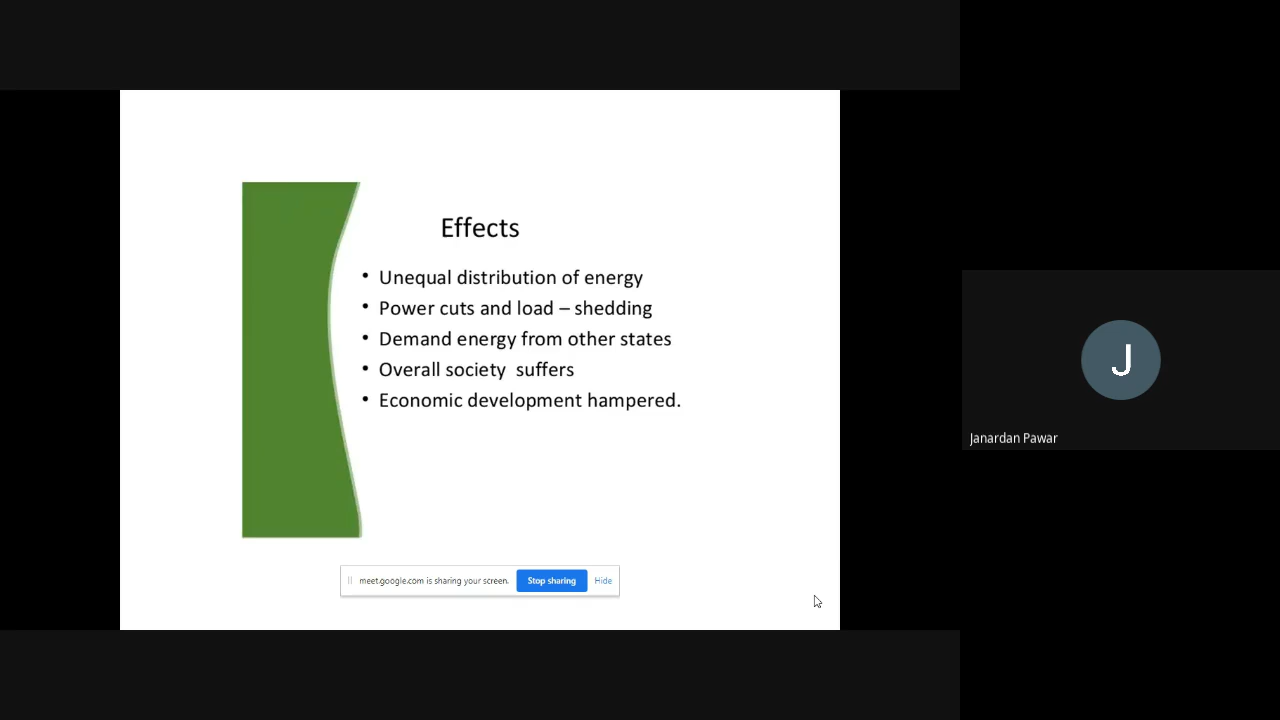 Effects
• Unequal distribution of energy
• Power cuts and load – shedding
• Demand energy from other states
• Overall society  suffers
• Economic development hampered.
meet.google.com is sharing your screen. Stop sharing Hide
J
Janardan Pawar